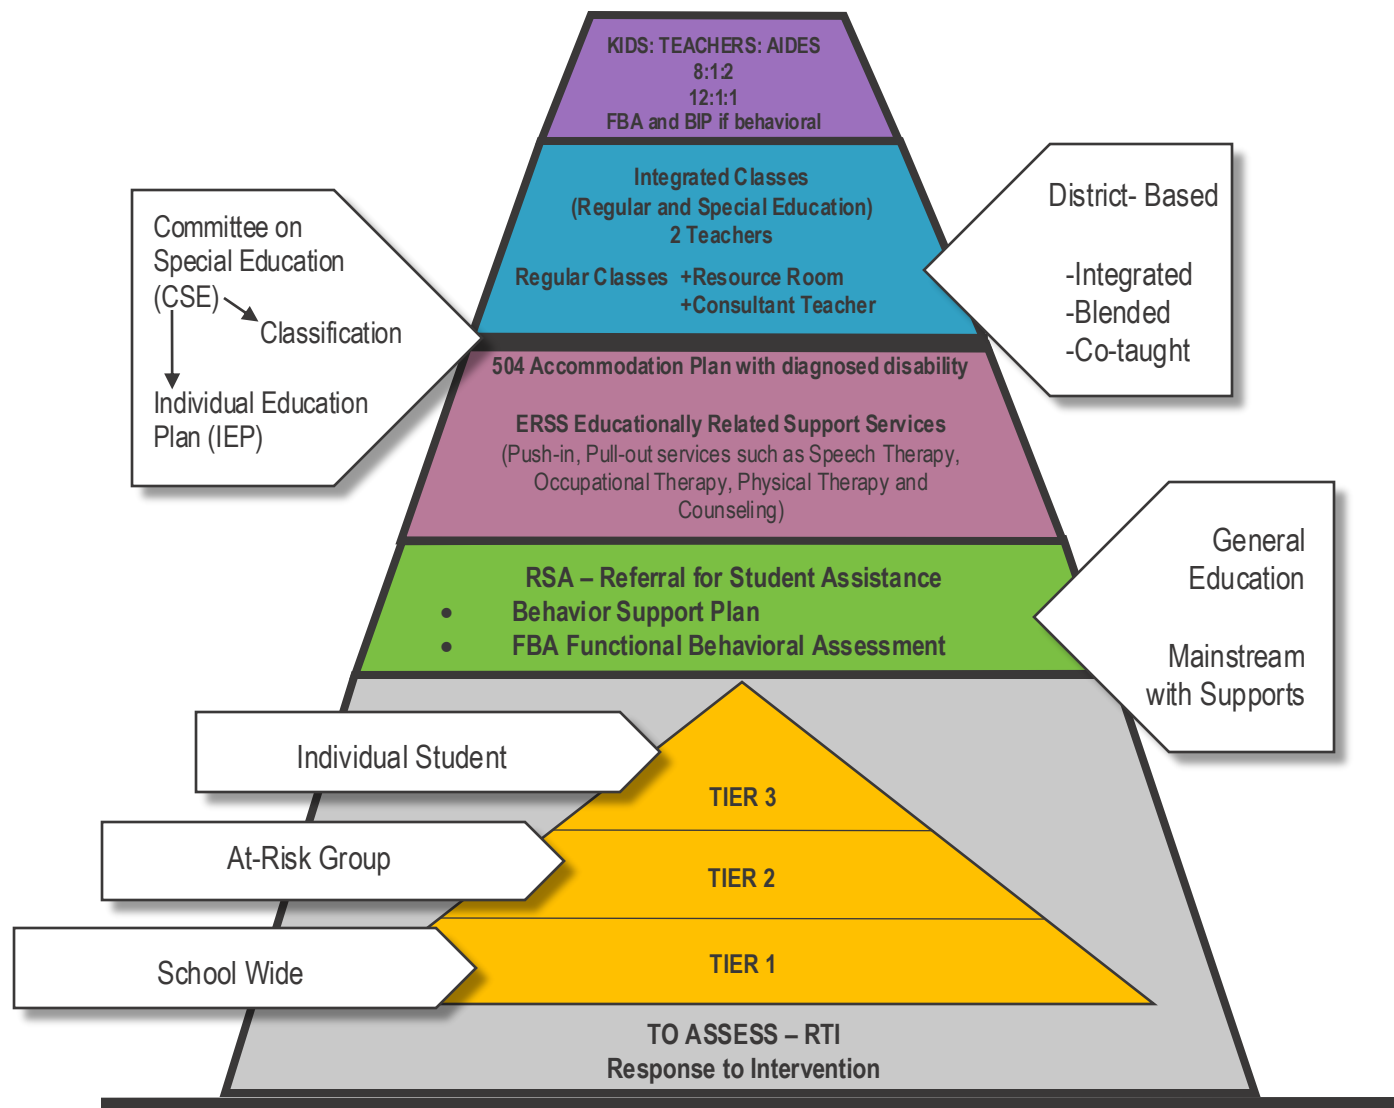 KIDS: TEACHERS: AIDES
8:1:2
12:1:1
FBA and BIP if behavioral
Integrated Classes
(Regular and Special Education)
2 Teachers
Regular Classes +Resource Room
+Consultant Teacher
District- Based
-Integrated
-Blended
-Co-taught
Committee on
Special Education
(CSE)
Classification
Individual Education
Plan (IEP)
504 Accommodation Plan with diagnosed disability
ERSS Educationally Related Support Services
(Push-in, Pull-out services such as Speech Therapy,
Occupational Therapy, Physical Therapy and
Counseling)
RSA – Referral for Student Assistance
• Behavior Support Plan
• FBA Functional Behavioral Assessment
General
Education
Mainstream
with Supports
Individual Student
TIER 3
At-Risk Group
TIER 2
School Wide
TIER 1
TO ASSESS – RTI
Response to Intervention